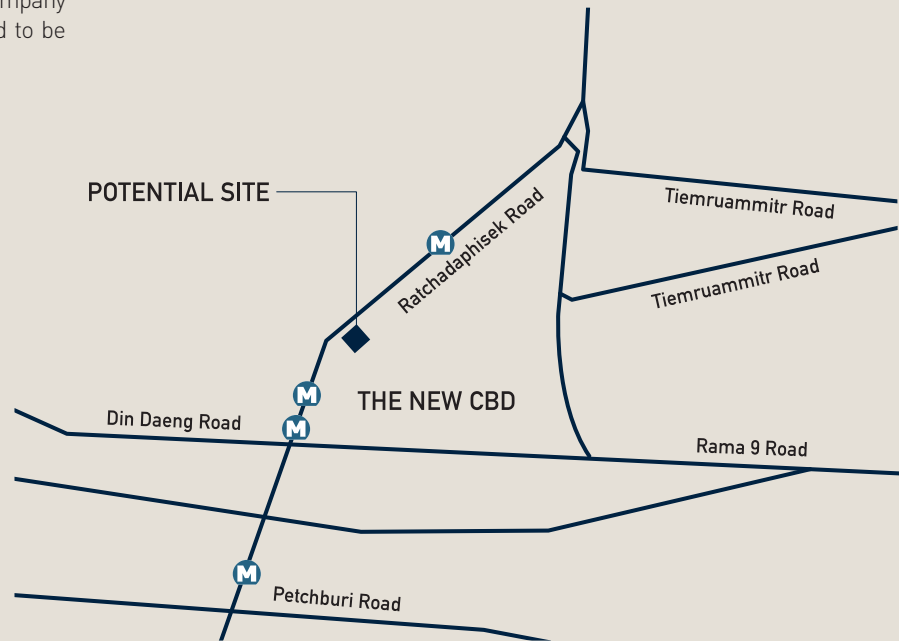 mpany
d to be
POTENTIAL SITE
Tiemruammitr Road
Ratchadaphisek Road
M
Tiemruammitr Road
M
THE NEW CBD
Din Daeng Road
M
Rama 9 Road
M
Petchburi Road